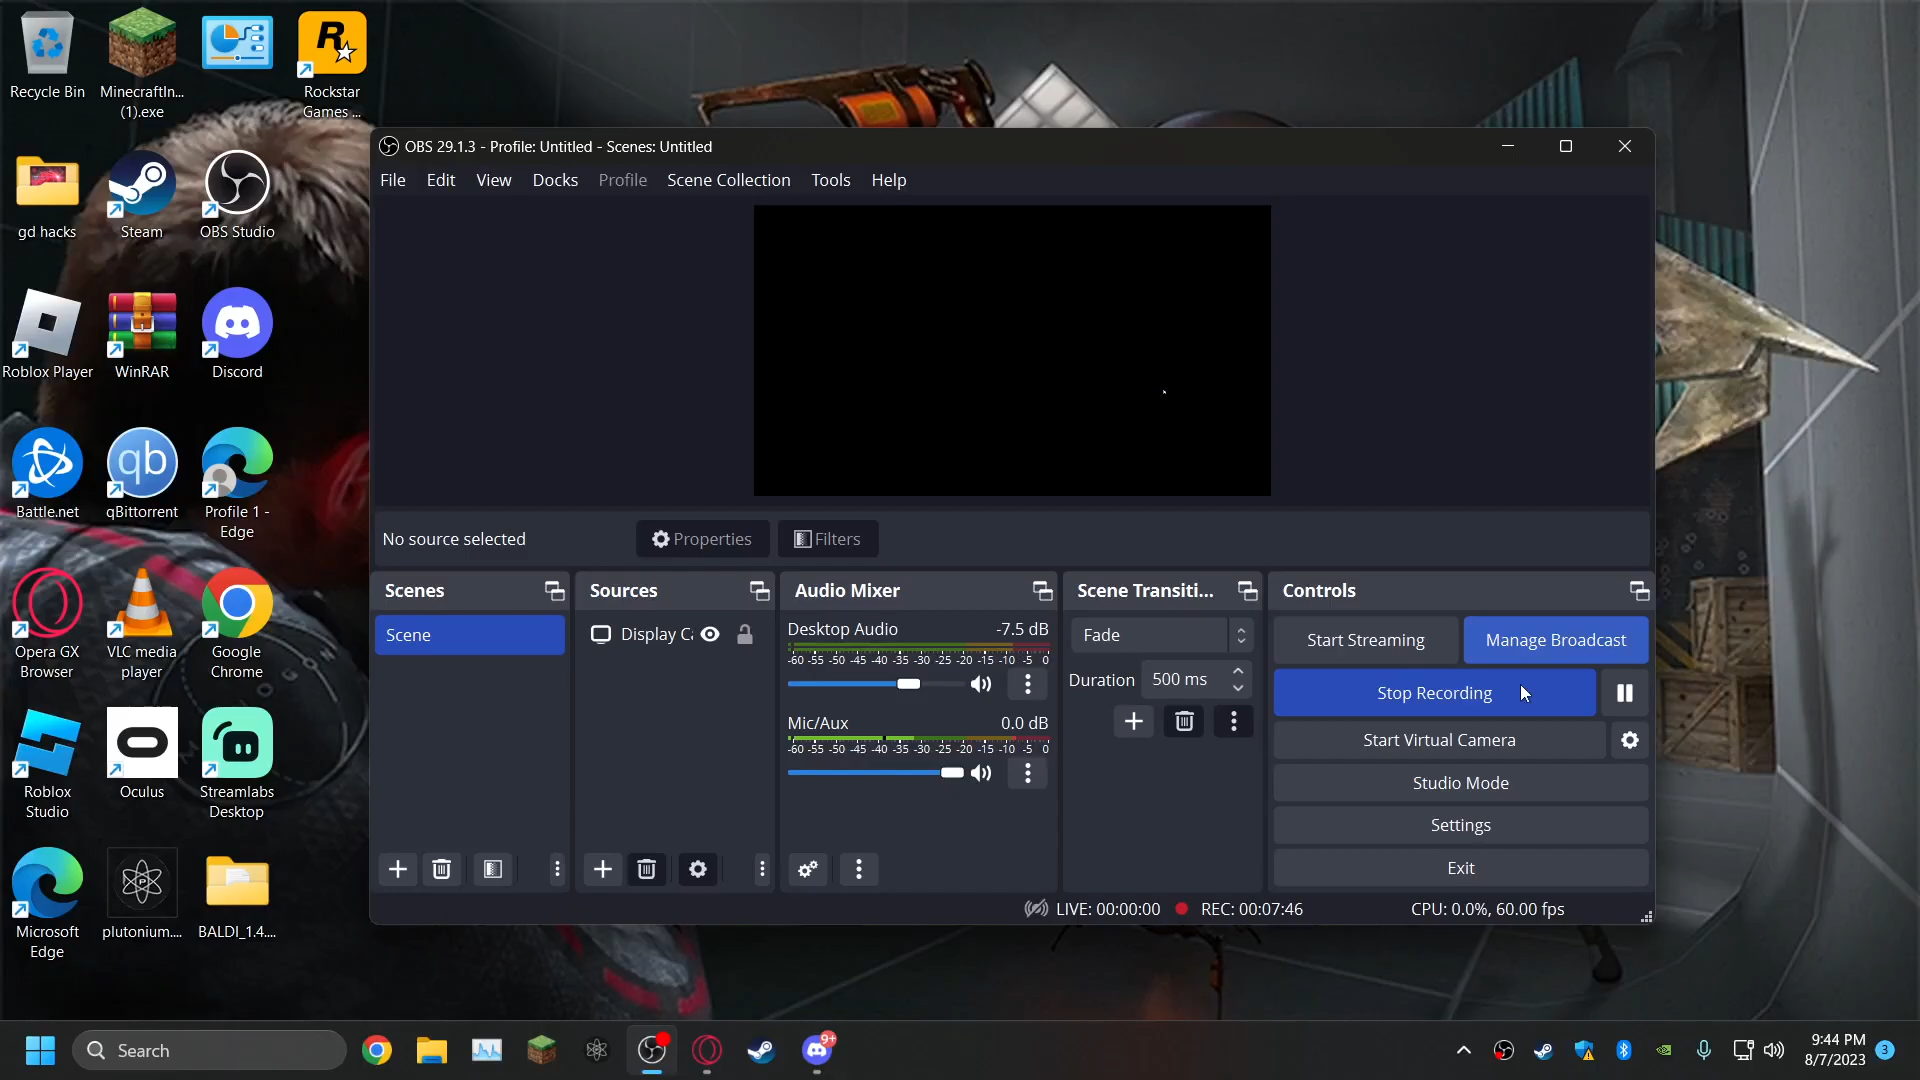 Recycle Bin
MinecraftIn...
(1).exe
Rockstar
Games ...
gd hacks
Steam
OBS Studio
Roblox Player
WinRAR
Discord
Battle.net
qb
qBittorrent
Profile 1 -
Edge
Opera GX
Browser
VLC media
player
Google
Chrome
Roblox
Studio
Oculus
Streamlabs
Desktop
Microsoft
Edge
plutonium....
BALDI_1.4....
OBS 29.1.3 - Profile: Untitled - Scenes: Untitled
File Edit View Docks Profile Scene Collection Tools Help
No source selected
Properties
Filters
Scenes
Scene
Sources
Display Ca
Audio Mixer
Desktop Audio -7.5 dB
-60 -55 -50 -45 -40 -35 -30 -25 -20 -15 -10 -5 0
Mic/Aux 0.0 dB
-60 -55 -50 -45 -40 -35 -30 -25 -20 -15 -10 -5 0
Scene Transiti...
Fade
Duration 500 ms
Controls
Start Streaming
Manage Broadcast
Stop Recording
Start Virtual Camera
Studio Mode
Settings
Exit
LIVE: 00:00:00 REC: 00:07:46 CPU: 0.0%, 60.00 fps
Search
9+
9:44 PM
8/7/2023
3